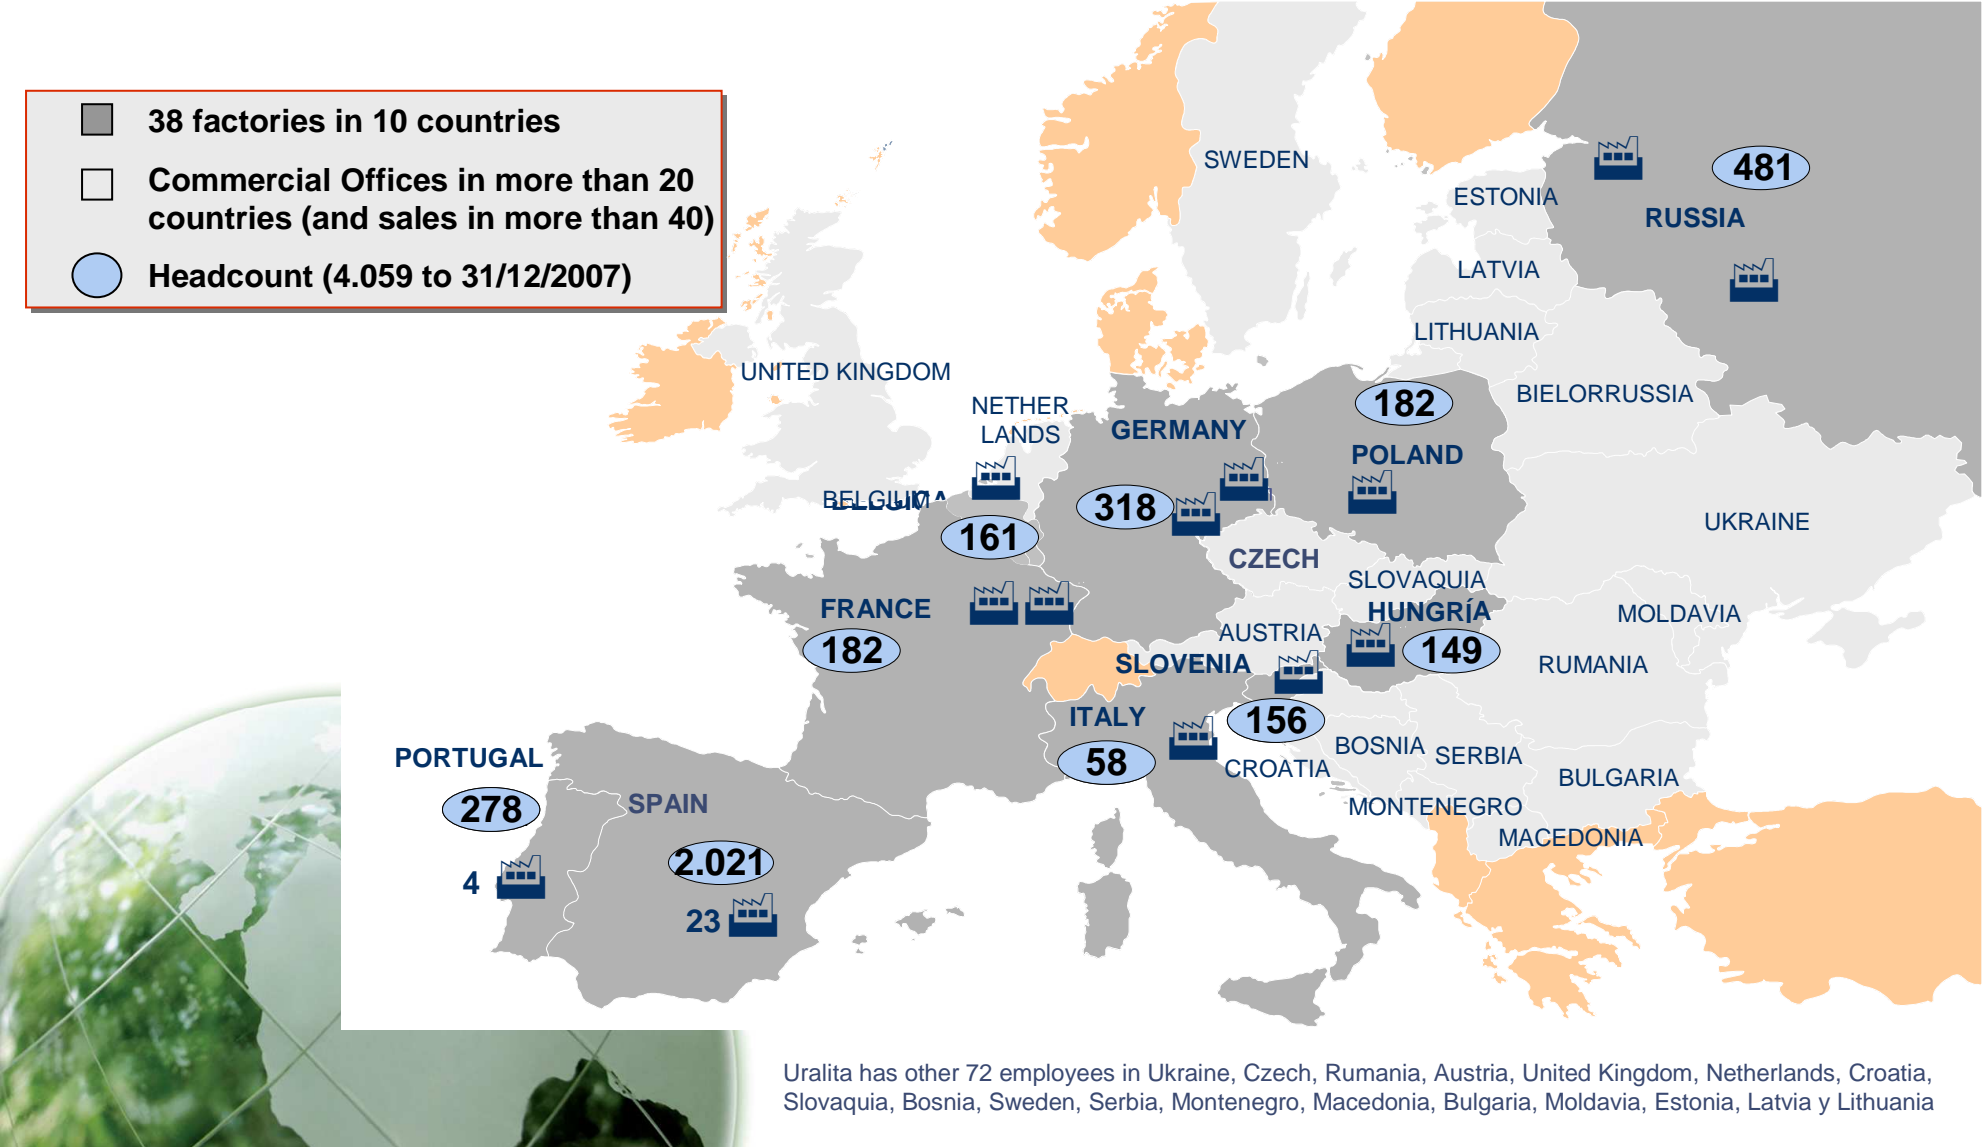 38 factories in 10 countries
Commercial Offices in more than 20
countries (and sales in more than 40)
Headcount (4.059 to 31/12/2007)
SWEDEN
481
ESTONIA
RUSSIA
LATVIA
LITHUANIA
UNITED KINGDOM
BIELORRUSSIA
NETHER
LANDS
182
GERMANY
POLAND
BELGIUM
318
161
UKRAINE
CZECH
SLOVAQUIA
FRANCE
HUNGRÍA
MOLDAVIA
AUSTRIA
182
149
SLOVENIA
RUMANIA
ITALY
156
BOSNIA
SERBIA
PORTUGAL
58
CROATIA
BULGARIA
278
SPAIN
MONTENEGRO
MACEDONIA
2.021
4
23
Uralita has other 72 employees in Ukraine, Czech, Rumania, Austria, United Kingdom, Netherlands, Croatia,
Slovaquia, Bosnia, Sweden, Serbia, Montenegro, Macedonia, Bulgaria, Moldavia, Estonia, Latvia y Lithuania